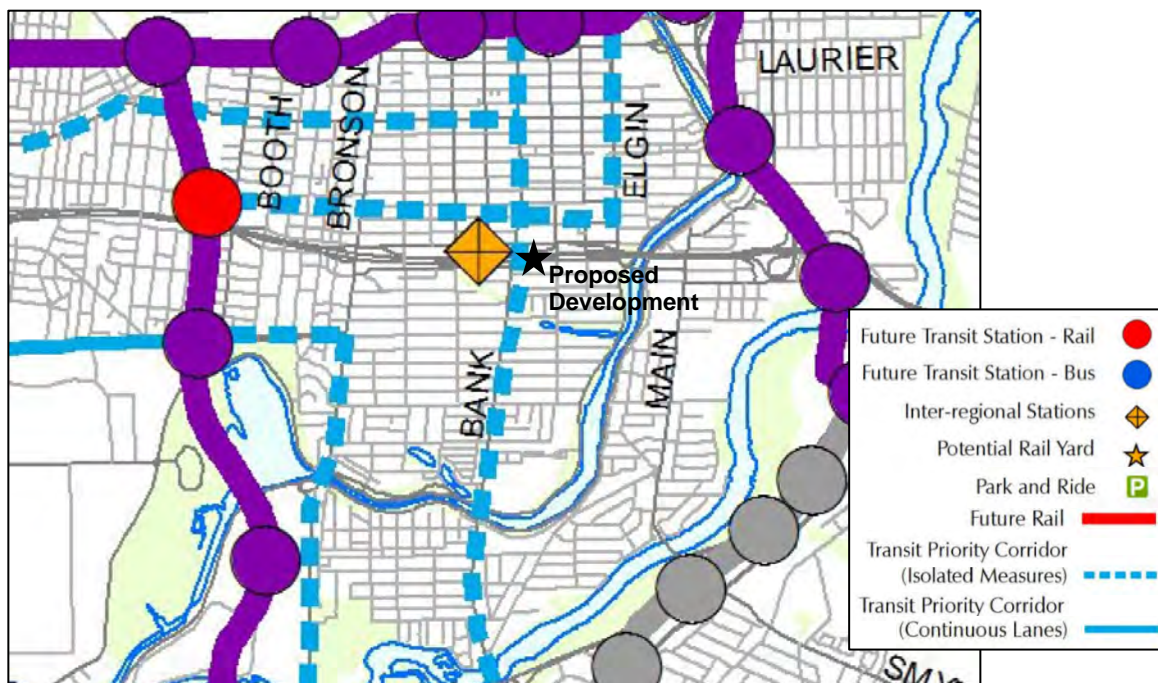 LAURIER
BOOTH
BRONSON
ELGIN
Proposed
Development
BANK
MAIN
Future Transit Station - Rail
Future Transit Station - Bus
Inter-regional Stations
Potential Rail Yard
Park and Ride P
Future Rail
Transit Priority Corridor
(Isolated Measures)
Transit Priority Corridor
(Continuous Lanes)